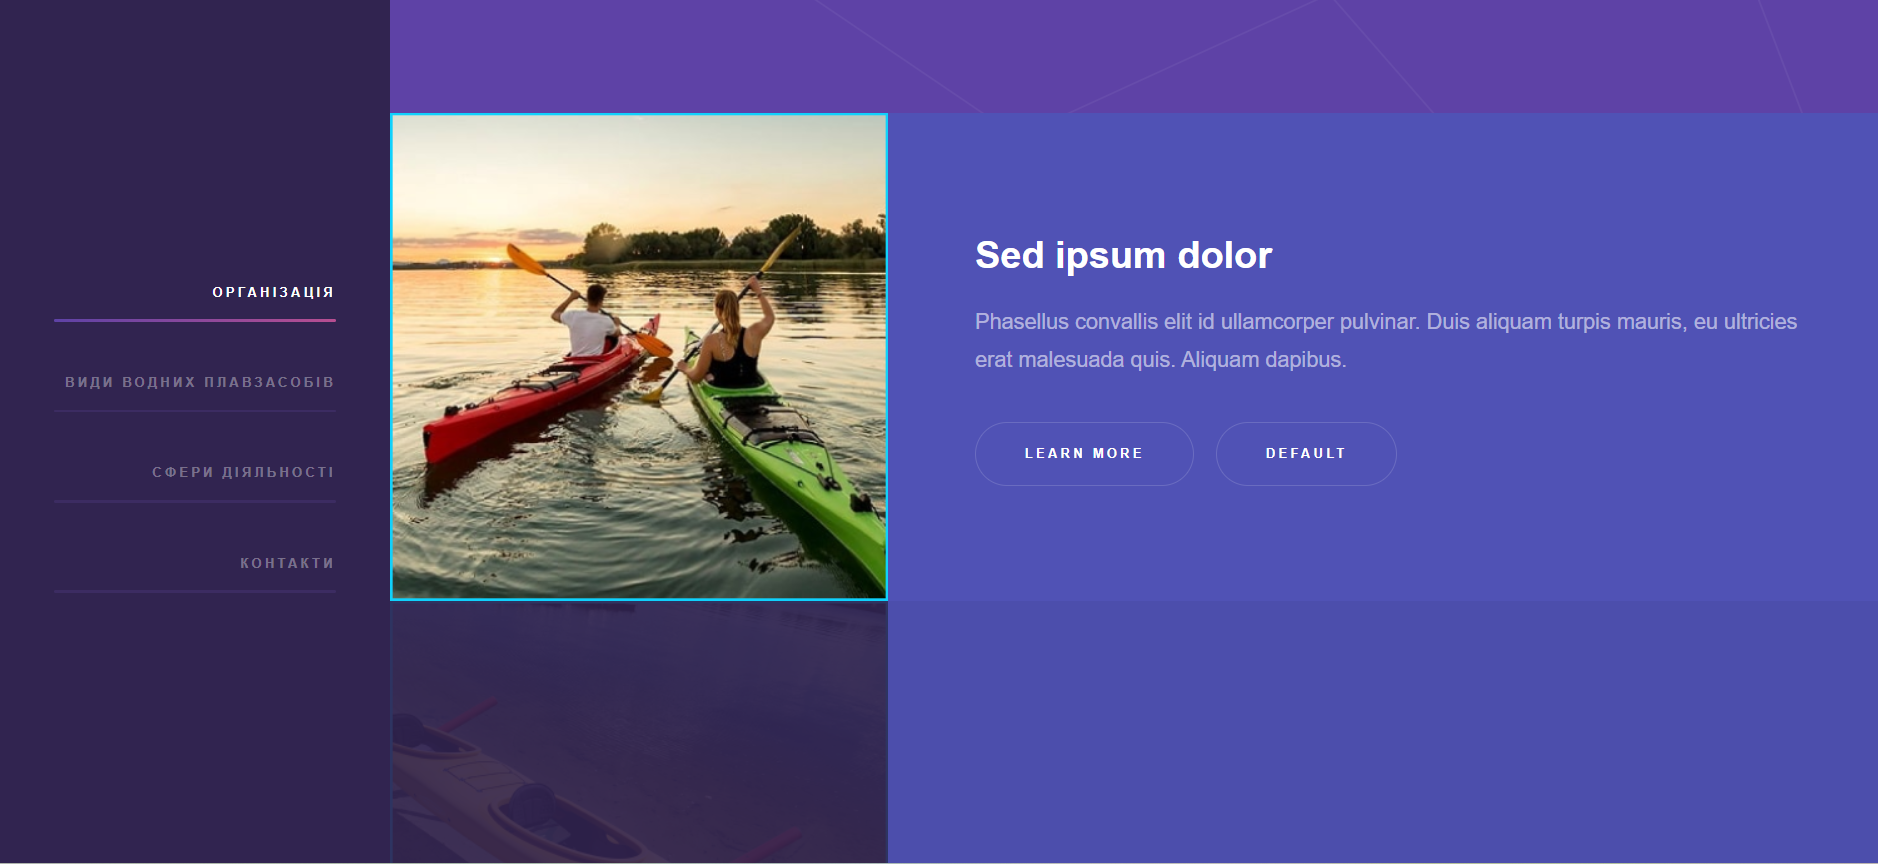 ОРГАНІЗАЦІЯ
ВИДИ ВОДНИХ ПЛАВЗАСОБІВ
СФЕРИ ДІЯЛЬНОСТІ
КОНТАКТИ
Sed ipsum dolor
Phasellus convallis elit id ullamcorper pulvinar. Duis aliquam turpis mauris, eu ultricies
erat malesuada quis. Aliquam dapibus.
LEARN MORE
DEFAULT